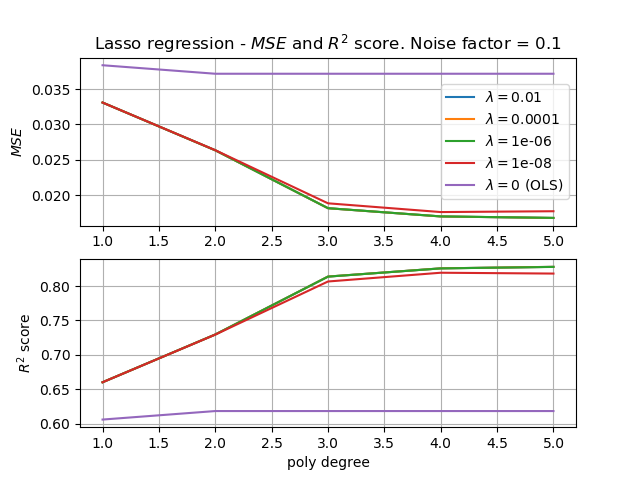 Lasso regression - MSE and R² score. Noise factor = 0.1
MSE
0.035
0.030
0.025
0.020
λ = 0.01
λ = 0.0001
λ = 1e-06
λ = 1e-08
λ = 0 (OLS)
1.0 1.5 2.0 2.5 3.0 3.5 4.0 4.5 5.0
R² score
0.80
0.75
0.70
0.65
0.60
1.0 1.5 2.0 2.5 3.0 3.5 4.0 4.5 5.0
poly degree